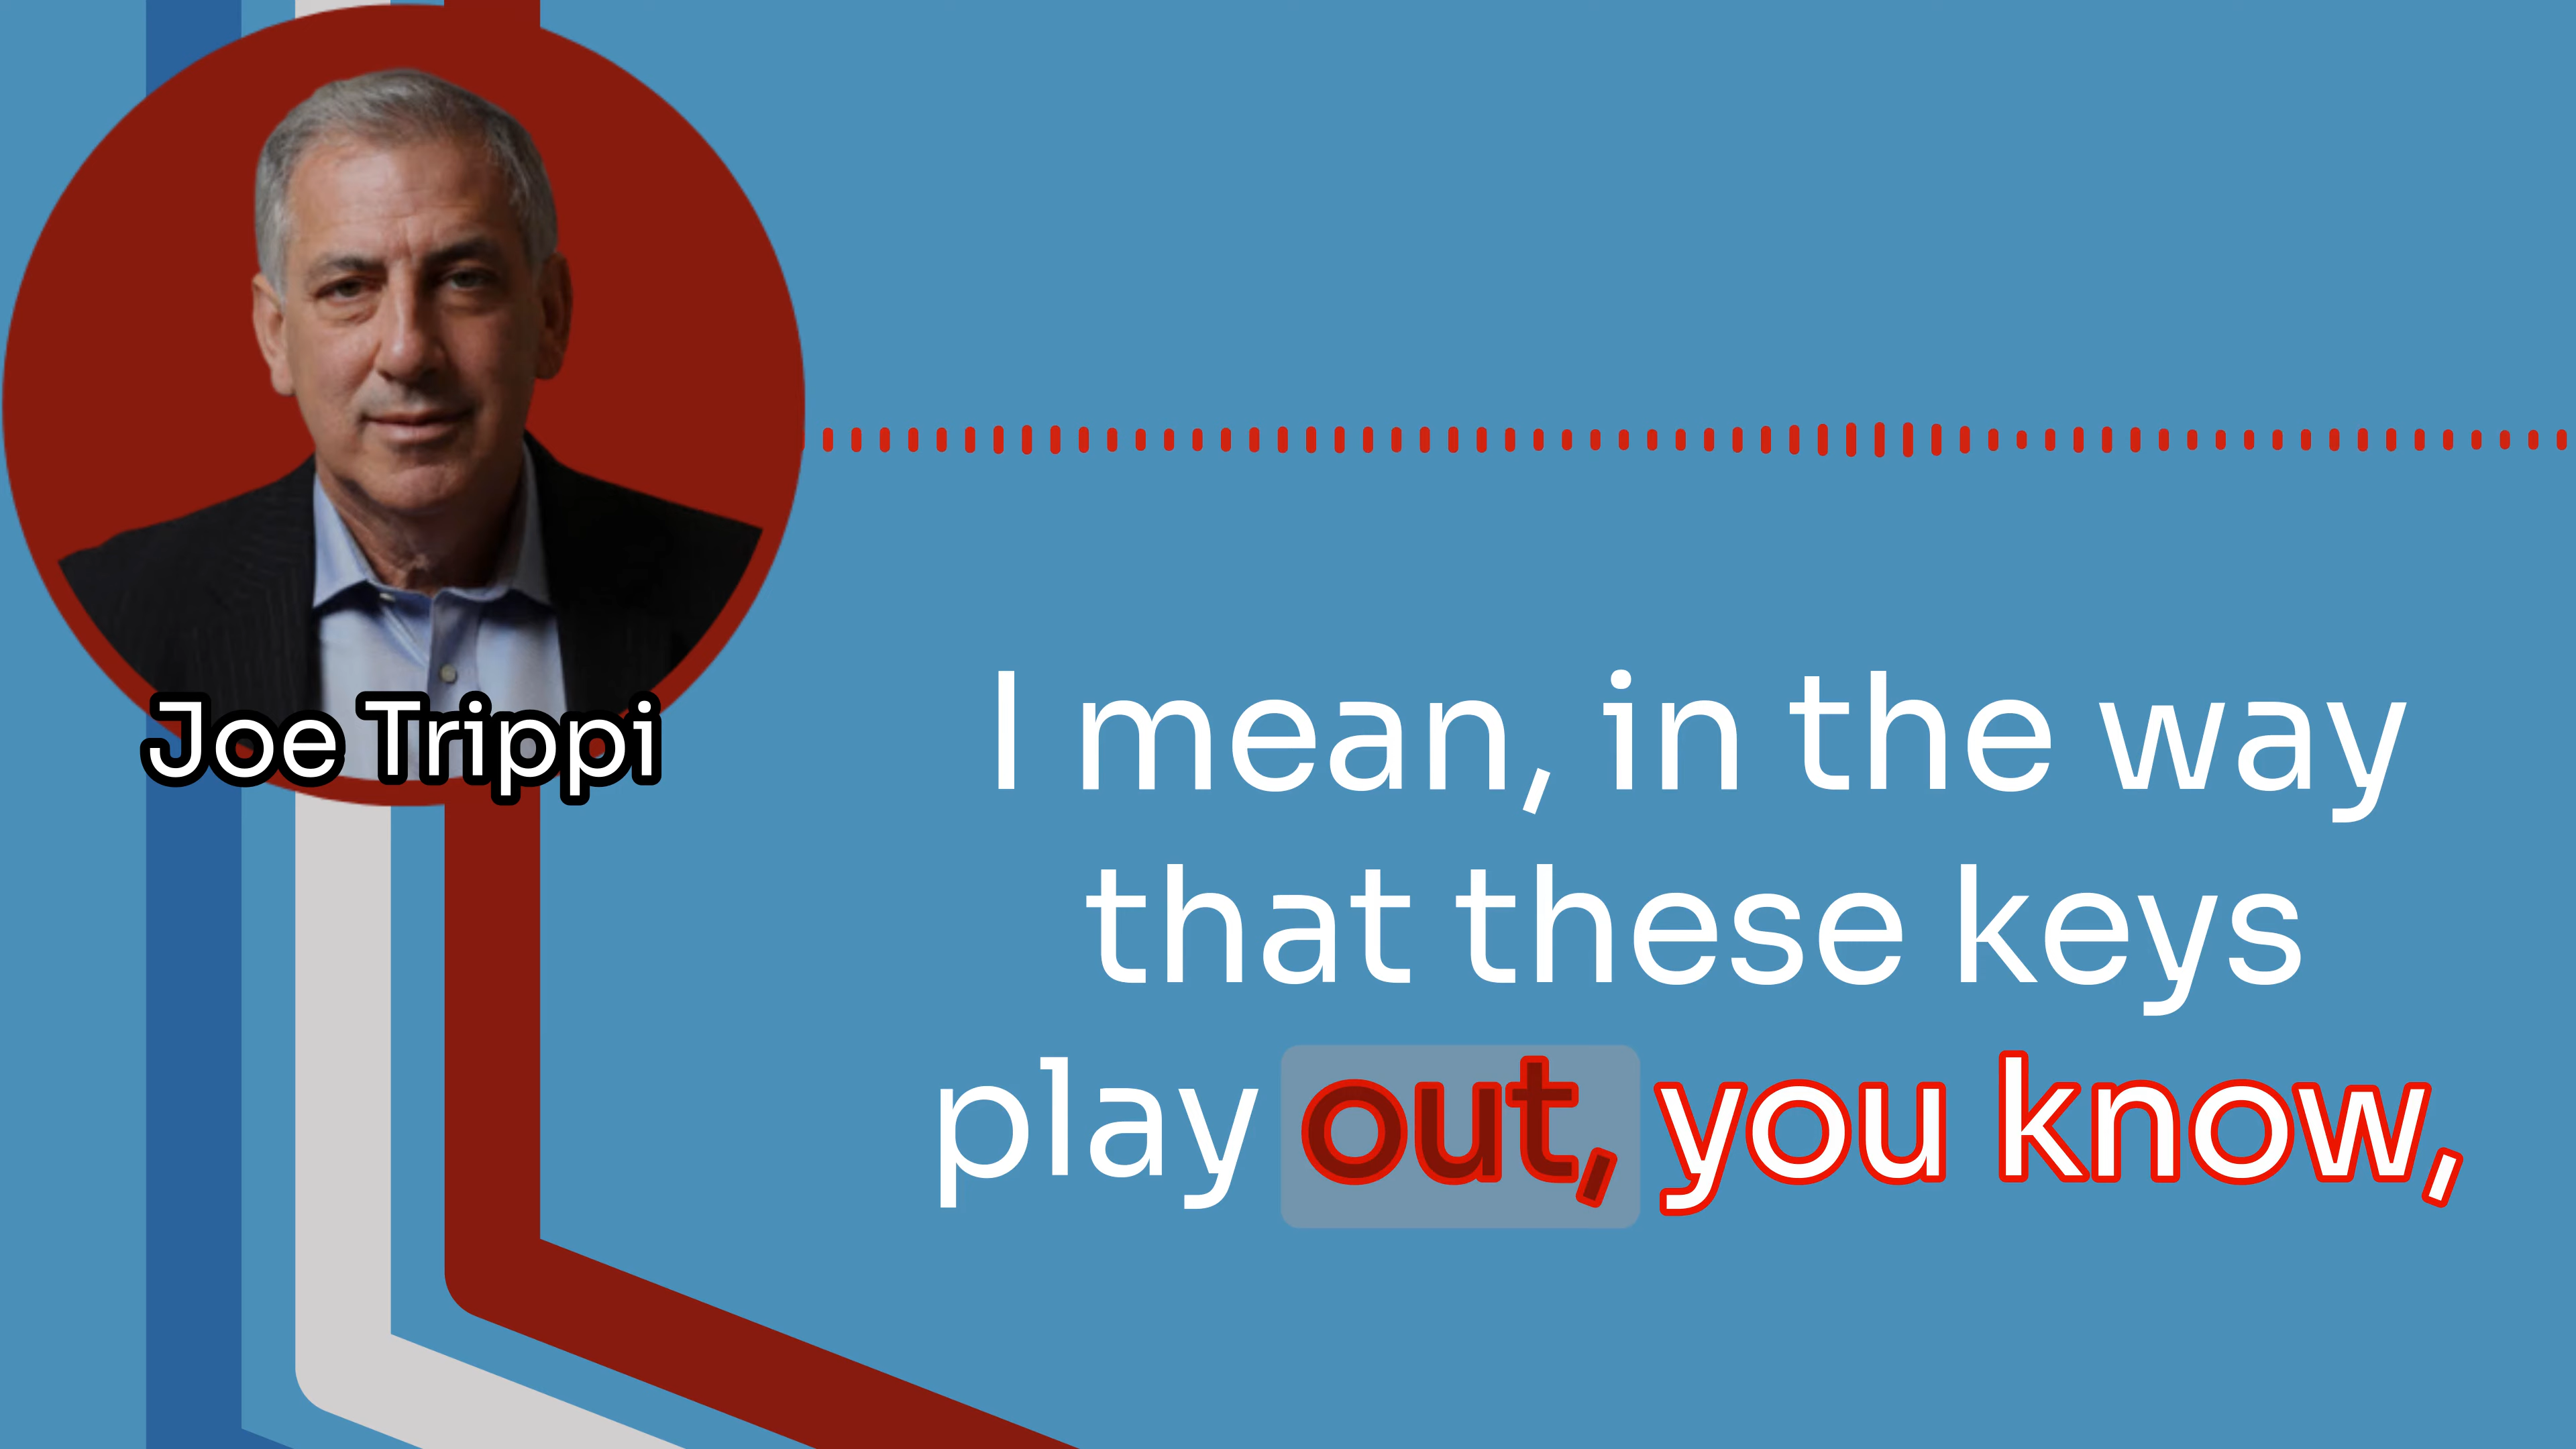 Joe Trippi
I mean, in the way
that these keys
play out, you know,